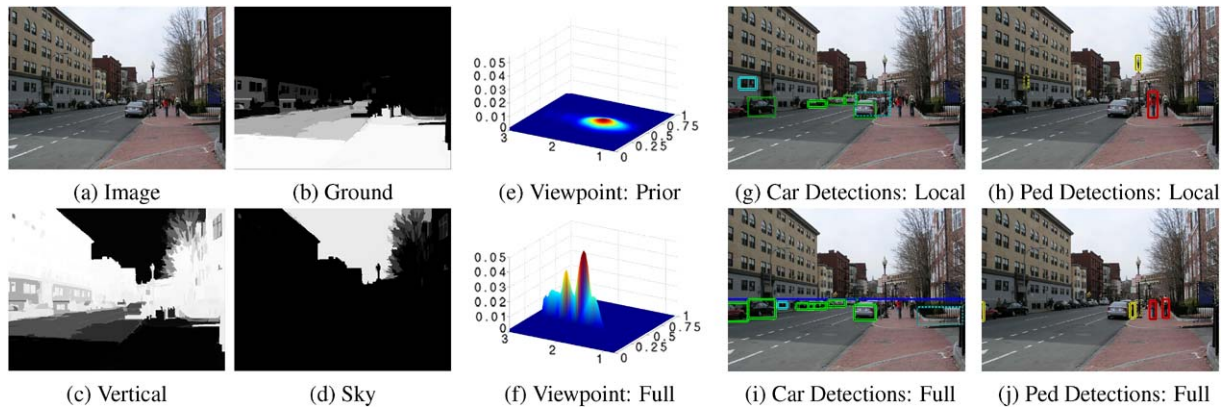 0.05
0.04
0.03
0.02
0.01
0
3
2
1
0
0.25
0.5
0.75
1
(a) Image
(b) Ground
(e) Viewpoint: Prior
(g) Car Detections: Local
(h) Ped Detections: Local
0.05
0.04
0.03
0.02
0.01
0
3
2
1
0
0.25
0.5
0.75
1
(c) Vertical
(d) Sky
(f) Viewpoint: Full
(i) Car Detections: Full
(j) Ped Detections: Full